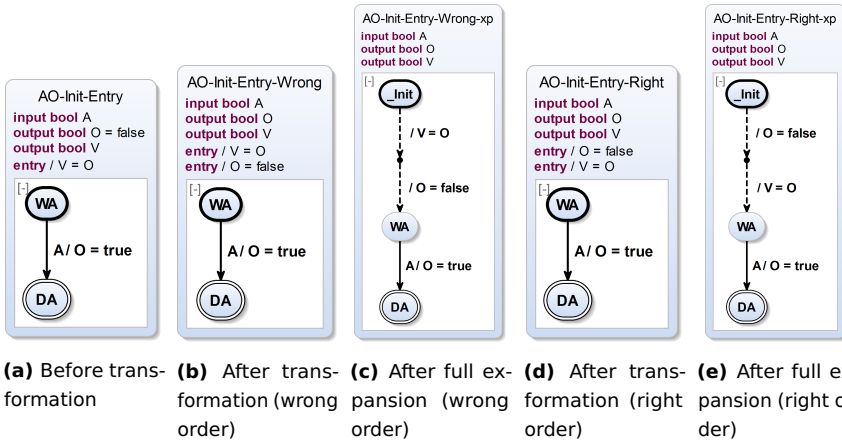 AO-Init-Entry
input bool A
output bool O = false
output bool V
entry / V = O
[-]
WA
A / O = true
DA
(a) Before trans-
formation
AO-Init-Entry-Wrong
input bool A
output bool O
output bool V
entry / V = O
entry / O = false
[-]
WA
A / O = true
DA
(b) After trans-
formation (wrong
order)
AO-Init-Entry-Wrong-xp
input bool A
output bool O
output bool V
[-]
_Init
/ V = O
/ O = false
WA
A / O = true
DA
(c) After full ex-
pansion (wrong
order)
AO-Init-Entry-Right
input bool A
output bool O
output bool V
entry / O = false
entry / V = O
[-]
WA
A / O = true
DA
(d) After trans-
formation (right
order)
AO-Init-Entry-Right-xp
input bool A
output bool O
output bool V
[-]
_Init
/ O = false
/ V = O
WA
A / O = true
DA
(e) After full e
pansion (right o
der)